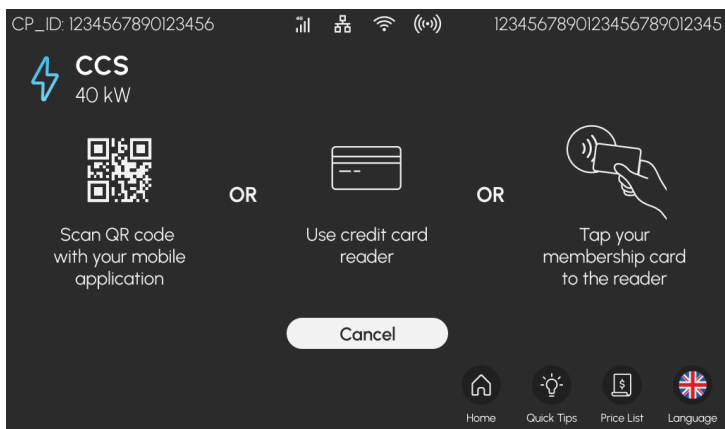 CP_ID: 1234567890123456
4G
1234567890123456789012345
CCS
40 kW
Scan QR code
with your mobile
application
OR
Use credit card
reader
OR
Tap your
membership card
to the reader
Cancel
$
Home
Quick Tips
Price List
Language